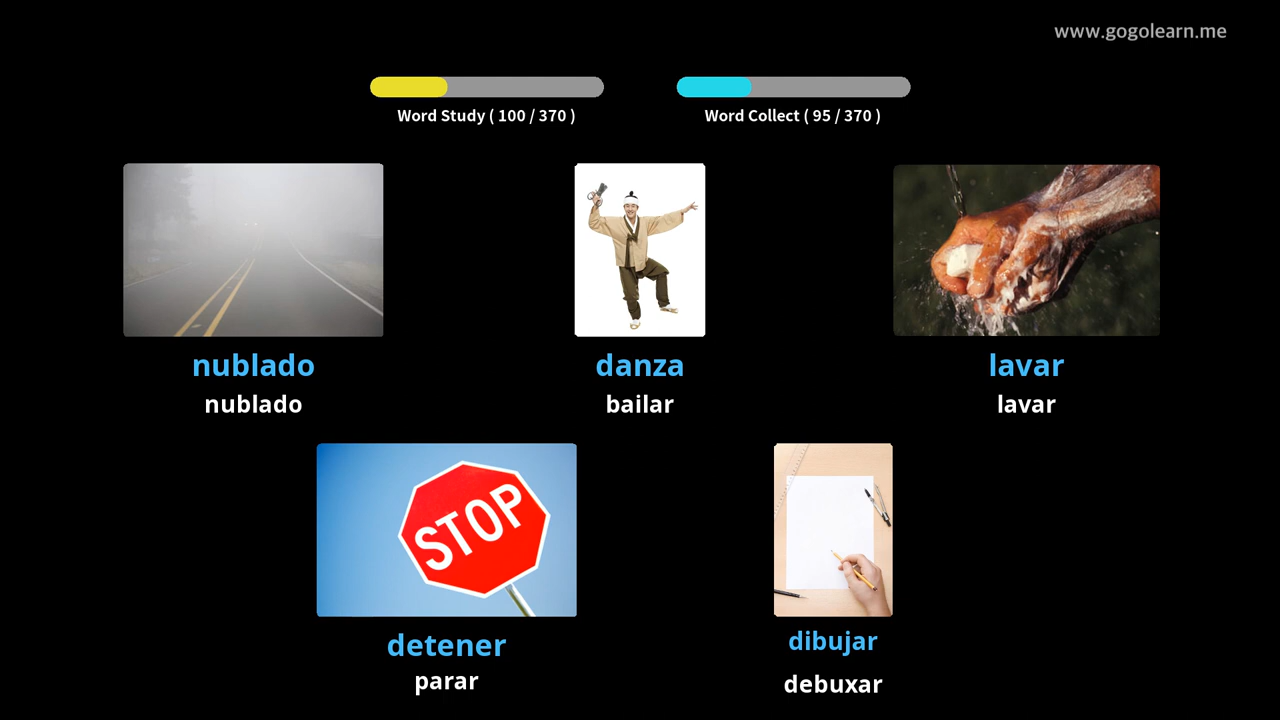 www.gogolearn.me
Word Study ( 100 / 370 )
Word Collect ( 95 / 370 )
nublado
nublado
danza
bailar
lavar
lavar
STOP
detener
parar
dibujar
debuxar